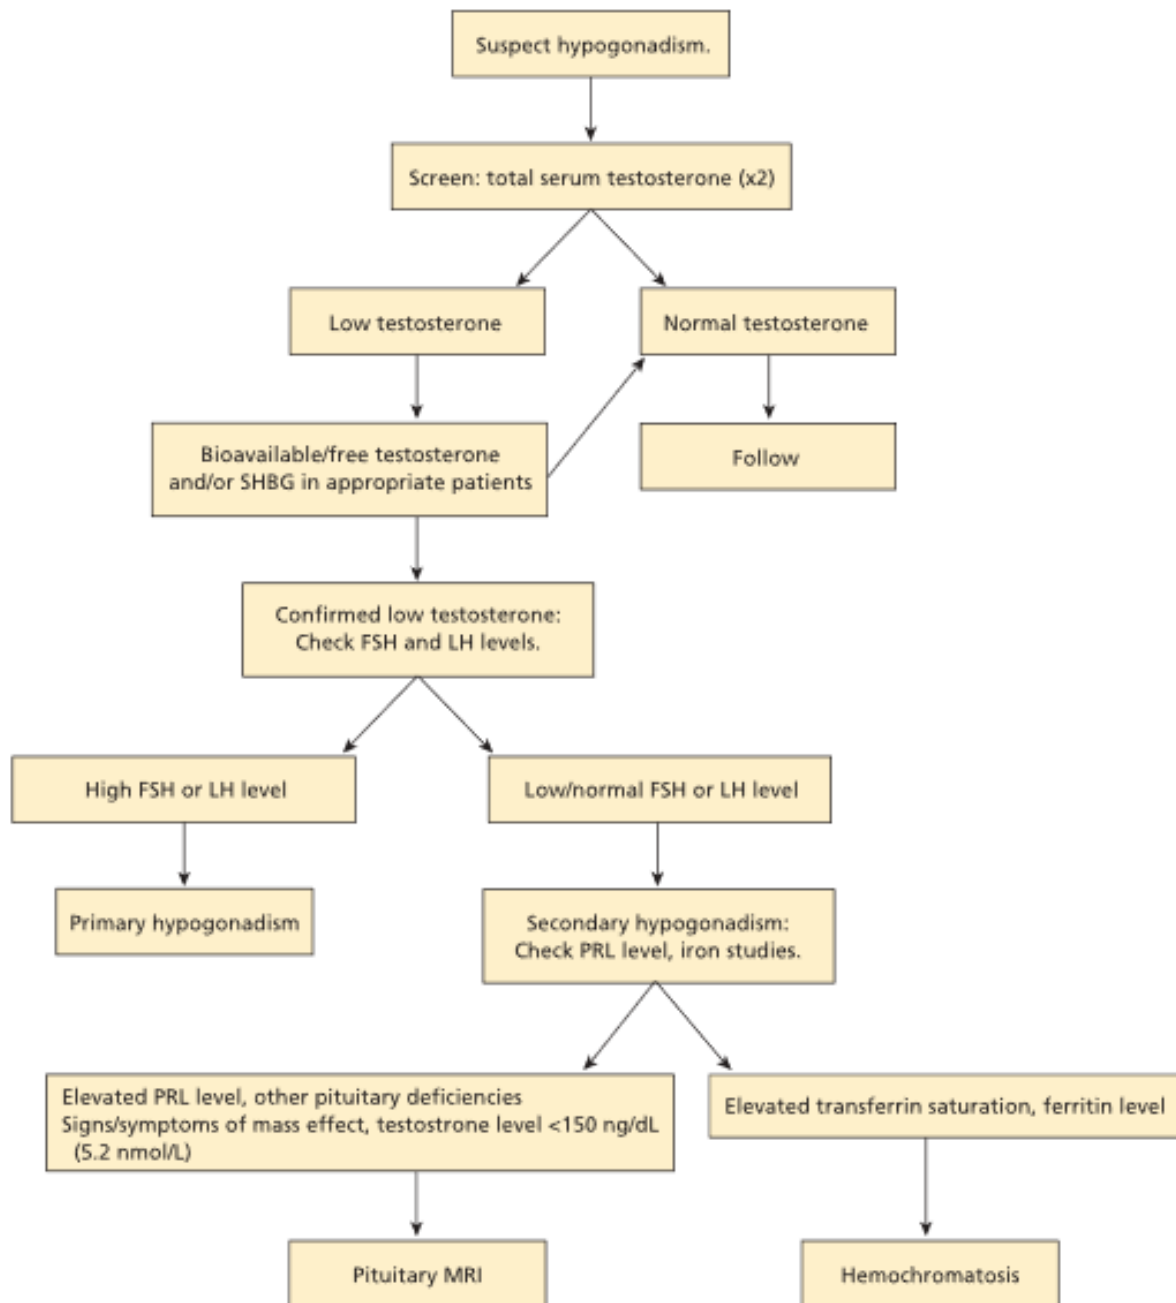 Suspect hypogonadism.
Screen: total serum testosterone (x2)
Low testosterone
Normal testosterone
Bioavailable/free testosterone
and/or SHBG in appropriate patients
Follow
Confirmed low testosterone:
Check FSH and LH levels.
High FSH or LH level
Low/normal FSH or LH level
Primary hypogonadism
Secondary hypogonadism:
Check PRL level, iron studies.
Elevated PRL level, other pituitary deficiencies
Signs/symptoms of mass effect, testostrone level <150 ng/dL
(5.2 nmol/L)
Elevated transferrin saturation, ferritin level
Pituitary MRI
Hemochromatosis